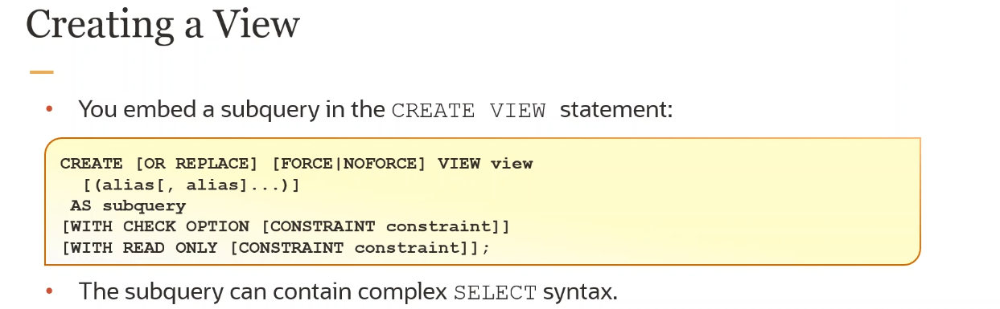 Creating a View
• You embed a subquery in the CREATE VIEW statement:
CREATE [OR REPLACE] [FORCE|NOFORCE] VIEW view
[(alias[, alias]...)]
AS subquery
[WITH CHECK OPTION [CONSTRAINT constraint]]
[WITH READ ONLY [CONSTRAINT constraint]];
• The subquery can contain complex SELECT syntax.